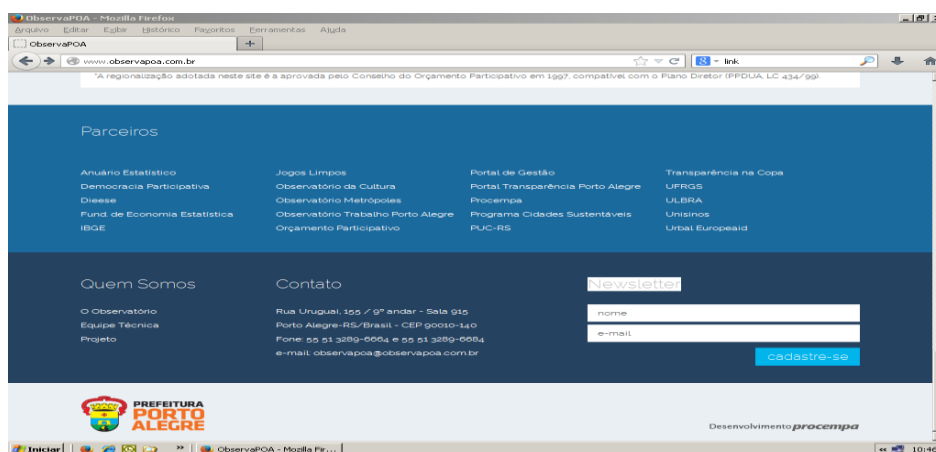 ObservaPOA - Mozilla Firefox
Arquivo Editar Exibir Histórico Favoritos Ferramentas Ajuda
ObservaPOA
www.observapoa.com.br
link
*A regionalização adotada neste site é a aprovada pelo Conselho do Orçamento Participativo em 1997, compatível com o Plano Diretor (PPDUA, LC 434/99).
Parceiros
Anuário Estatístico
Democracia Participativa
Dieese
Fund. de Economia Estatística
IBGE
Jogos Limpos
Observatório da Cultura
Observatório Metrópoles
Observatório Trabalho Porto Alegre
Orçamento Participativo
Portal de Gestão
Portal Transparência Porto Alegre
Procempa
Programa Cidades Sustentáveis
PUC-RS
Transparência na Copa
UFRGS
ULBRA
Unisinos
Urbal Europeaid
Quem Somos
O Observatório
Equipe Técnica
Projeto
Contato
Rua Uruguai, 155 / 9º andar - Sala 915
Porto Alegre-RS/Brasil - CEP 90010-140
Fone: 55 51 3289-6664 e 55 51 3289-6684
e-mail: observapoa@observapoa.com.br
Newsletter
nome
e-mail
cadastre-se
PREFEITURA
PORTO
ALEGRE
Desenvolvimento procempa
Iniciar
ObservaPOA - Mozilla Fir...
10:46